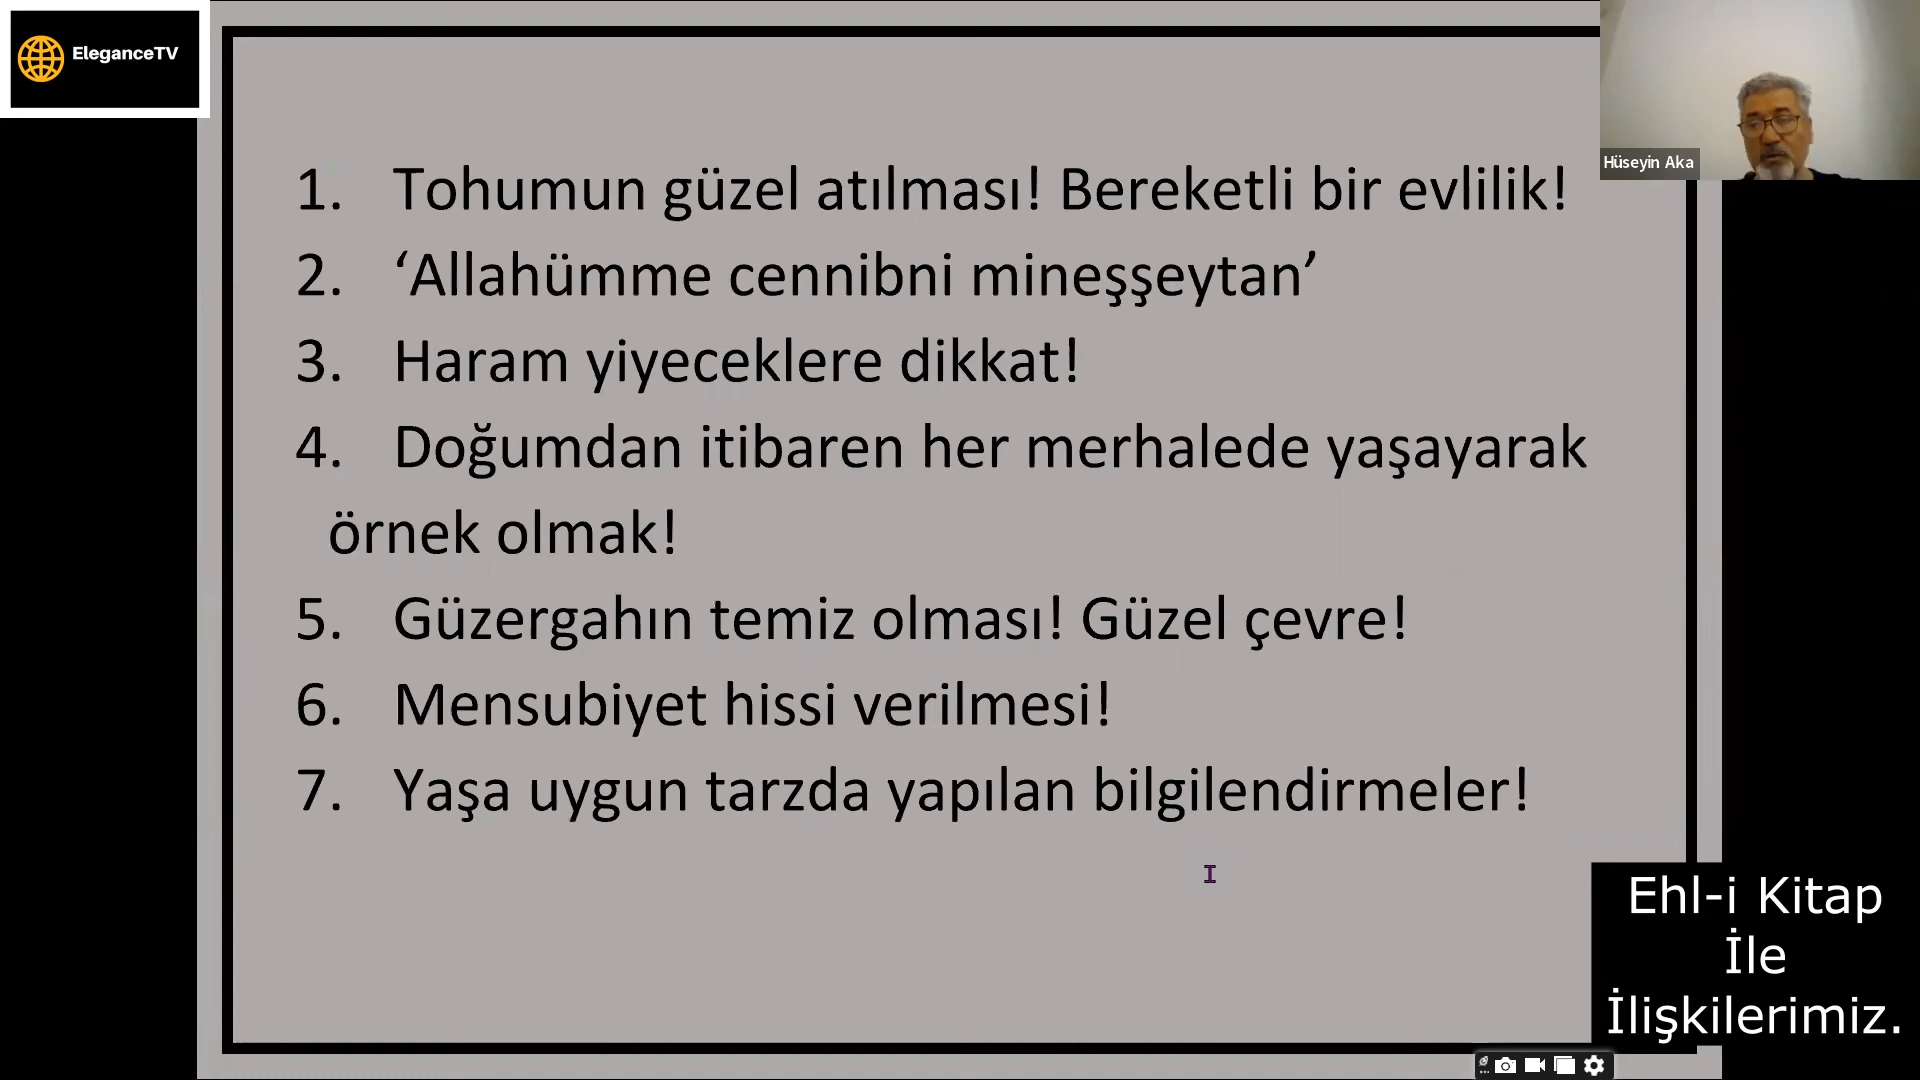 EleganceTV
Hüseyin Aka
1. Tohumun güzel atılması! Bereketli bir evlilik!
2. ‘Allahümme cennibni mineşşeytan’
3. Haram yiyeceklere dikkat!
4. Doğumdan itibaren her merhalede yaşayarak
örnek olmak!
5. Güzergahın temiz olması! Güzel çevre!
6. Mensubiyet hissi verilmesi!
7. Yaşa uygun tarzda yapılan bilgilendirmeler!
Ehl-i Kitap
İle
İlişkilerimiz.